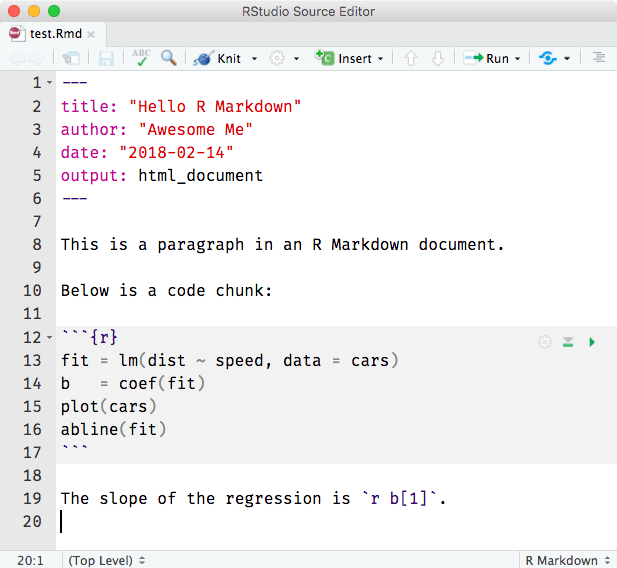 RStudio Source Editor
test.Rmd
ABC Knit Insert Run
1 ---
2 title: "Hello R Markdown"
3 author: "Awesome Me"
4 date: "2018-02-14"
5 output: html_document
6 ---
7
8 This is a paragraph in an R Markdown document.
9
10 Below is a code chunk:
11
12 ```{r}
13 fit = lm(dist ~ speed, data = cars)
14 b   = coef(fit)
15 plot(cars)
16 abline(fit)
17 ```
18
19 The slope of the regression is `r b[1]`.
20
20:1 (Top Level) R Markdown